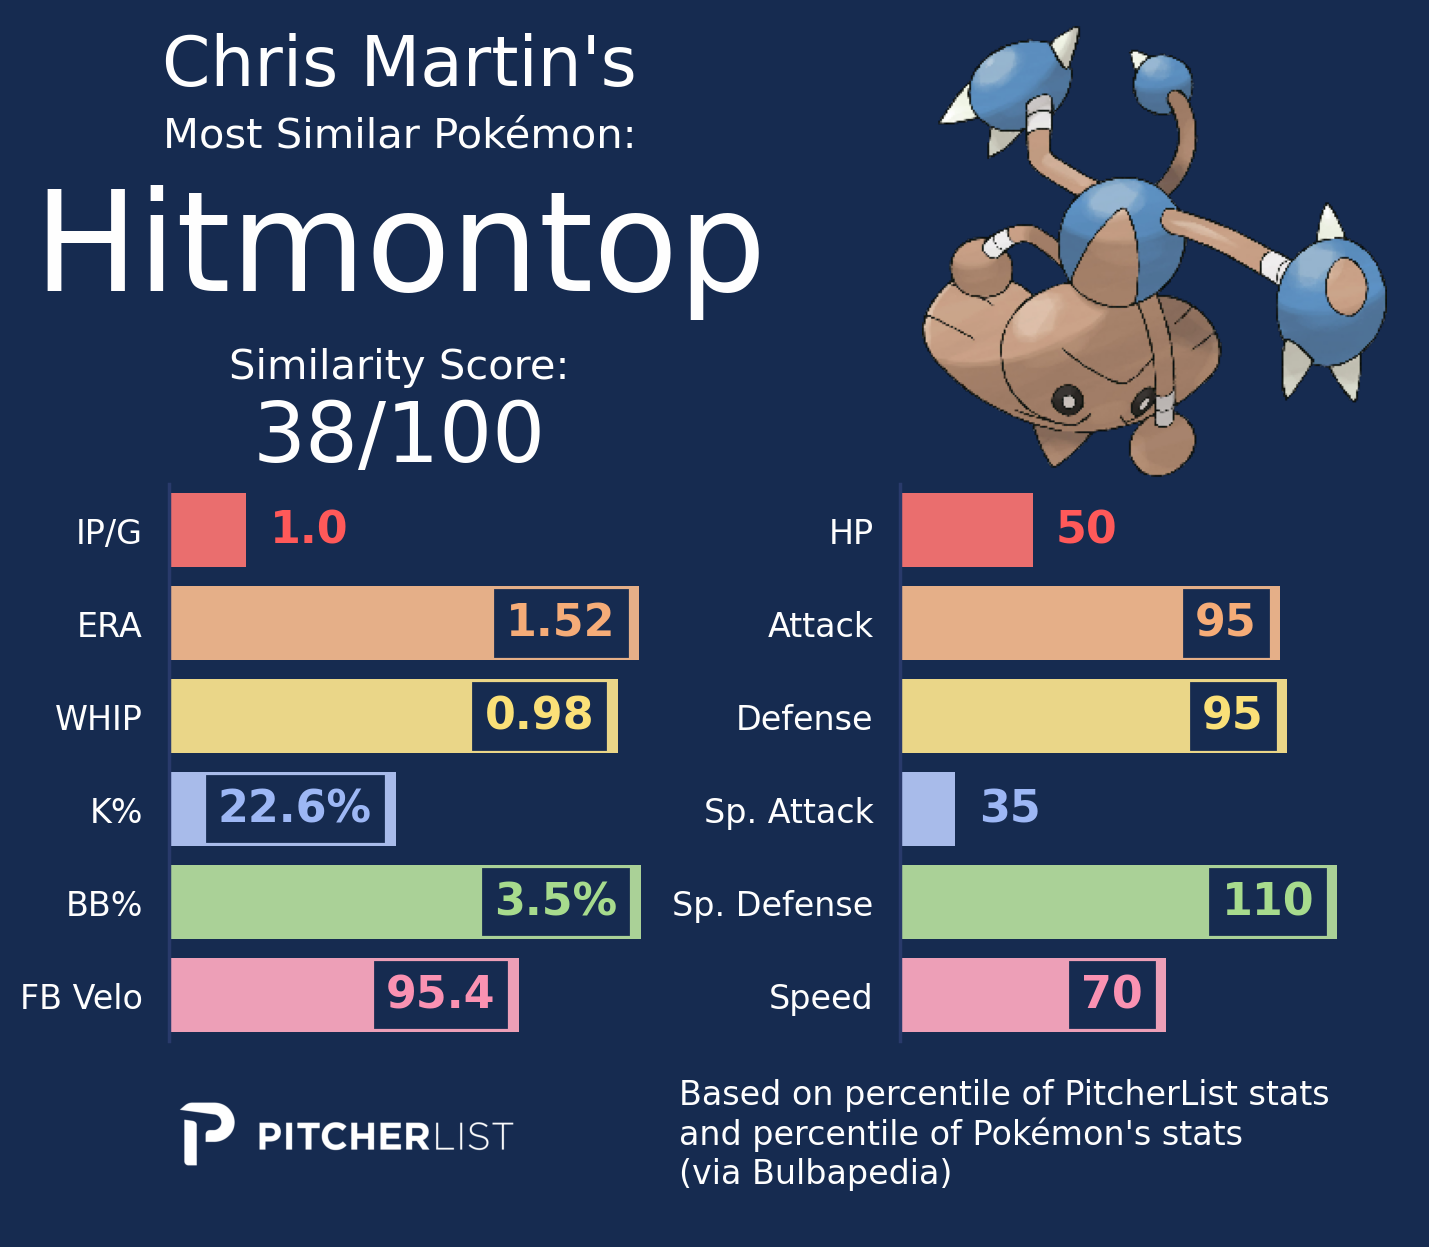 Chris Martin's
Most Similar Pokémon:
Hitmontop
Similarity Score:
38/100
IP/G 1.0
ERA 1.52
WHIP 0.98
K% 22.6%
BB% 3.5%
FB Velo 95.4
HP 50
Attack 95
Defense 95
Sp. Attack 35
Sp. Defense 110
Speed 70
PITCHERLIST
Based on percentile of PitcherList stats
and percentile of Pokémon's stats
(via Bulbapedia)